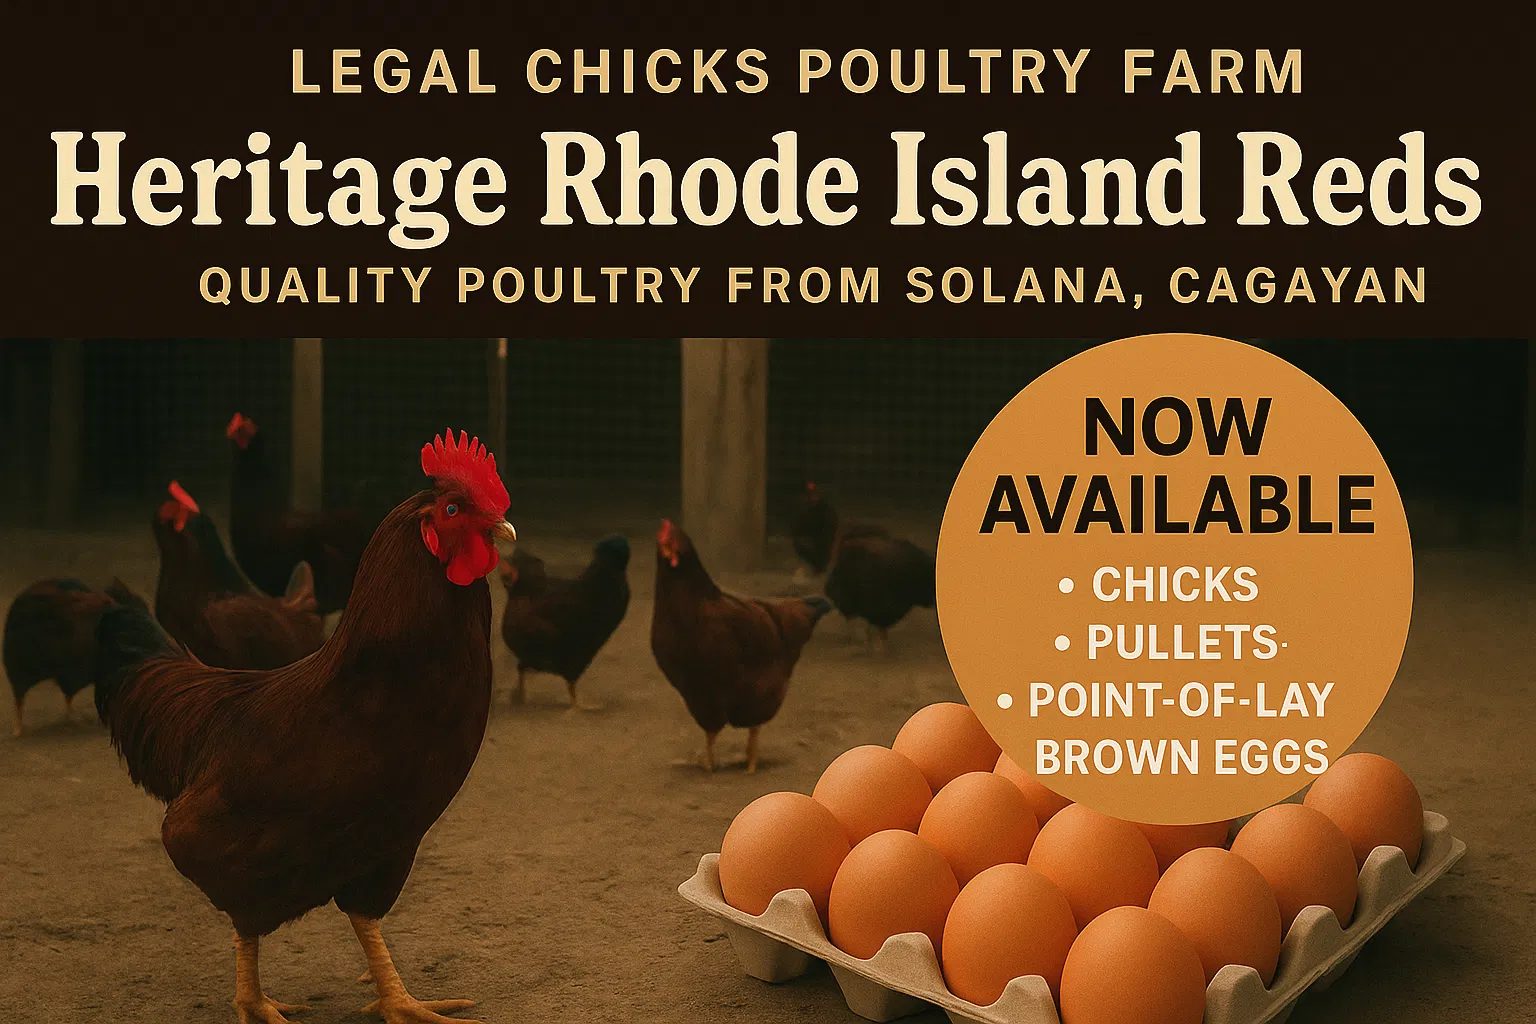 LEGAL CHICKS POULTRY FARM
Heritage Rhode Island Reds
QUALITY POULTRY FROM SOLANA, CAGAYAN
NOW
AVAILABLE
• CHICKS
• PULLETS·
• POINT-OF-LAY
BROWN EGGS